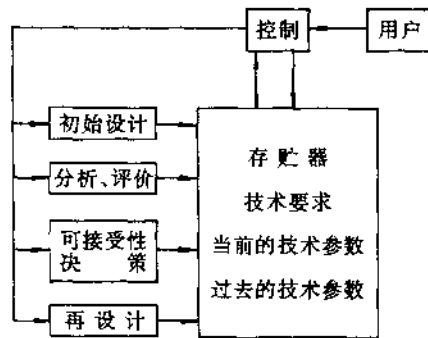 控制
用户
初始设计
分析、评价
可接受性
决策
再设计
存贮器
技术要求
当前的技术参数
过去的技术参数